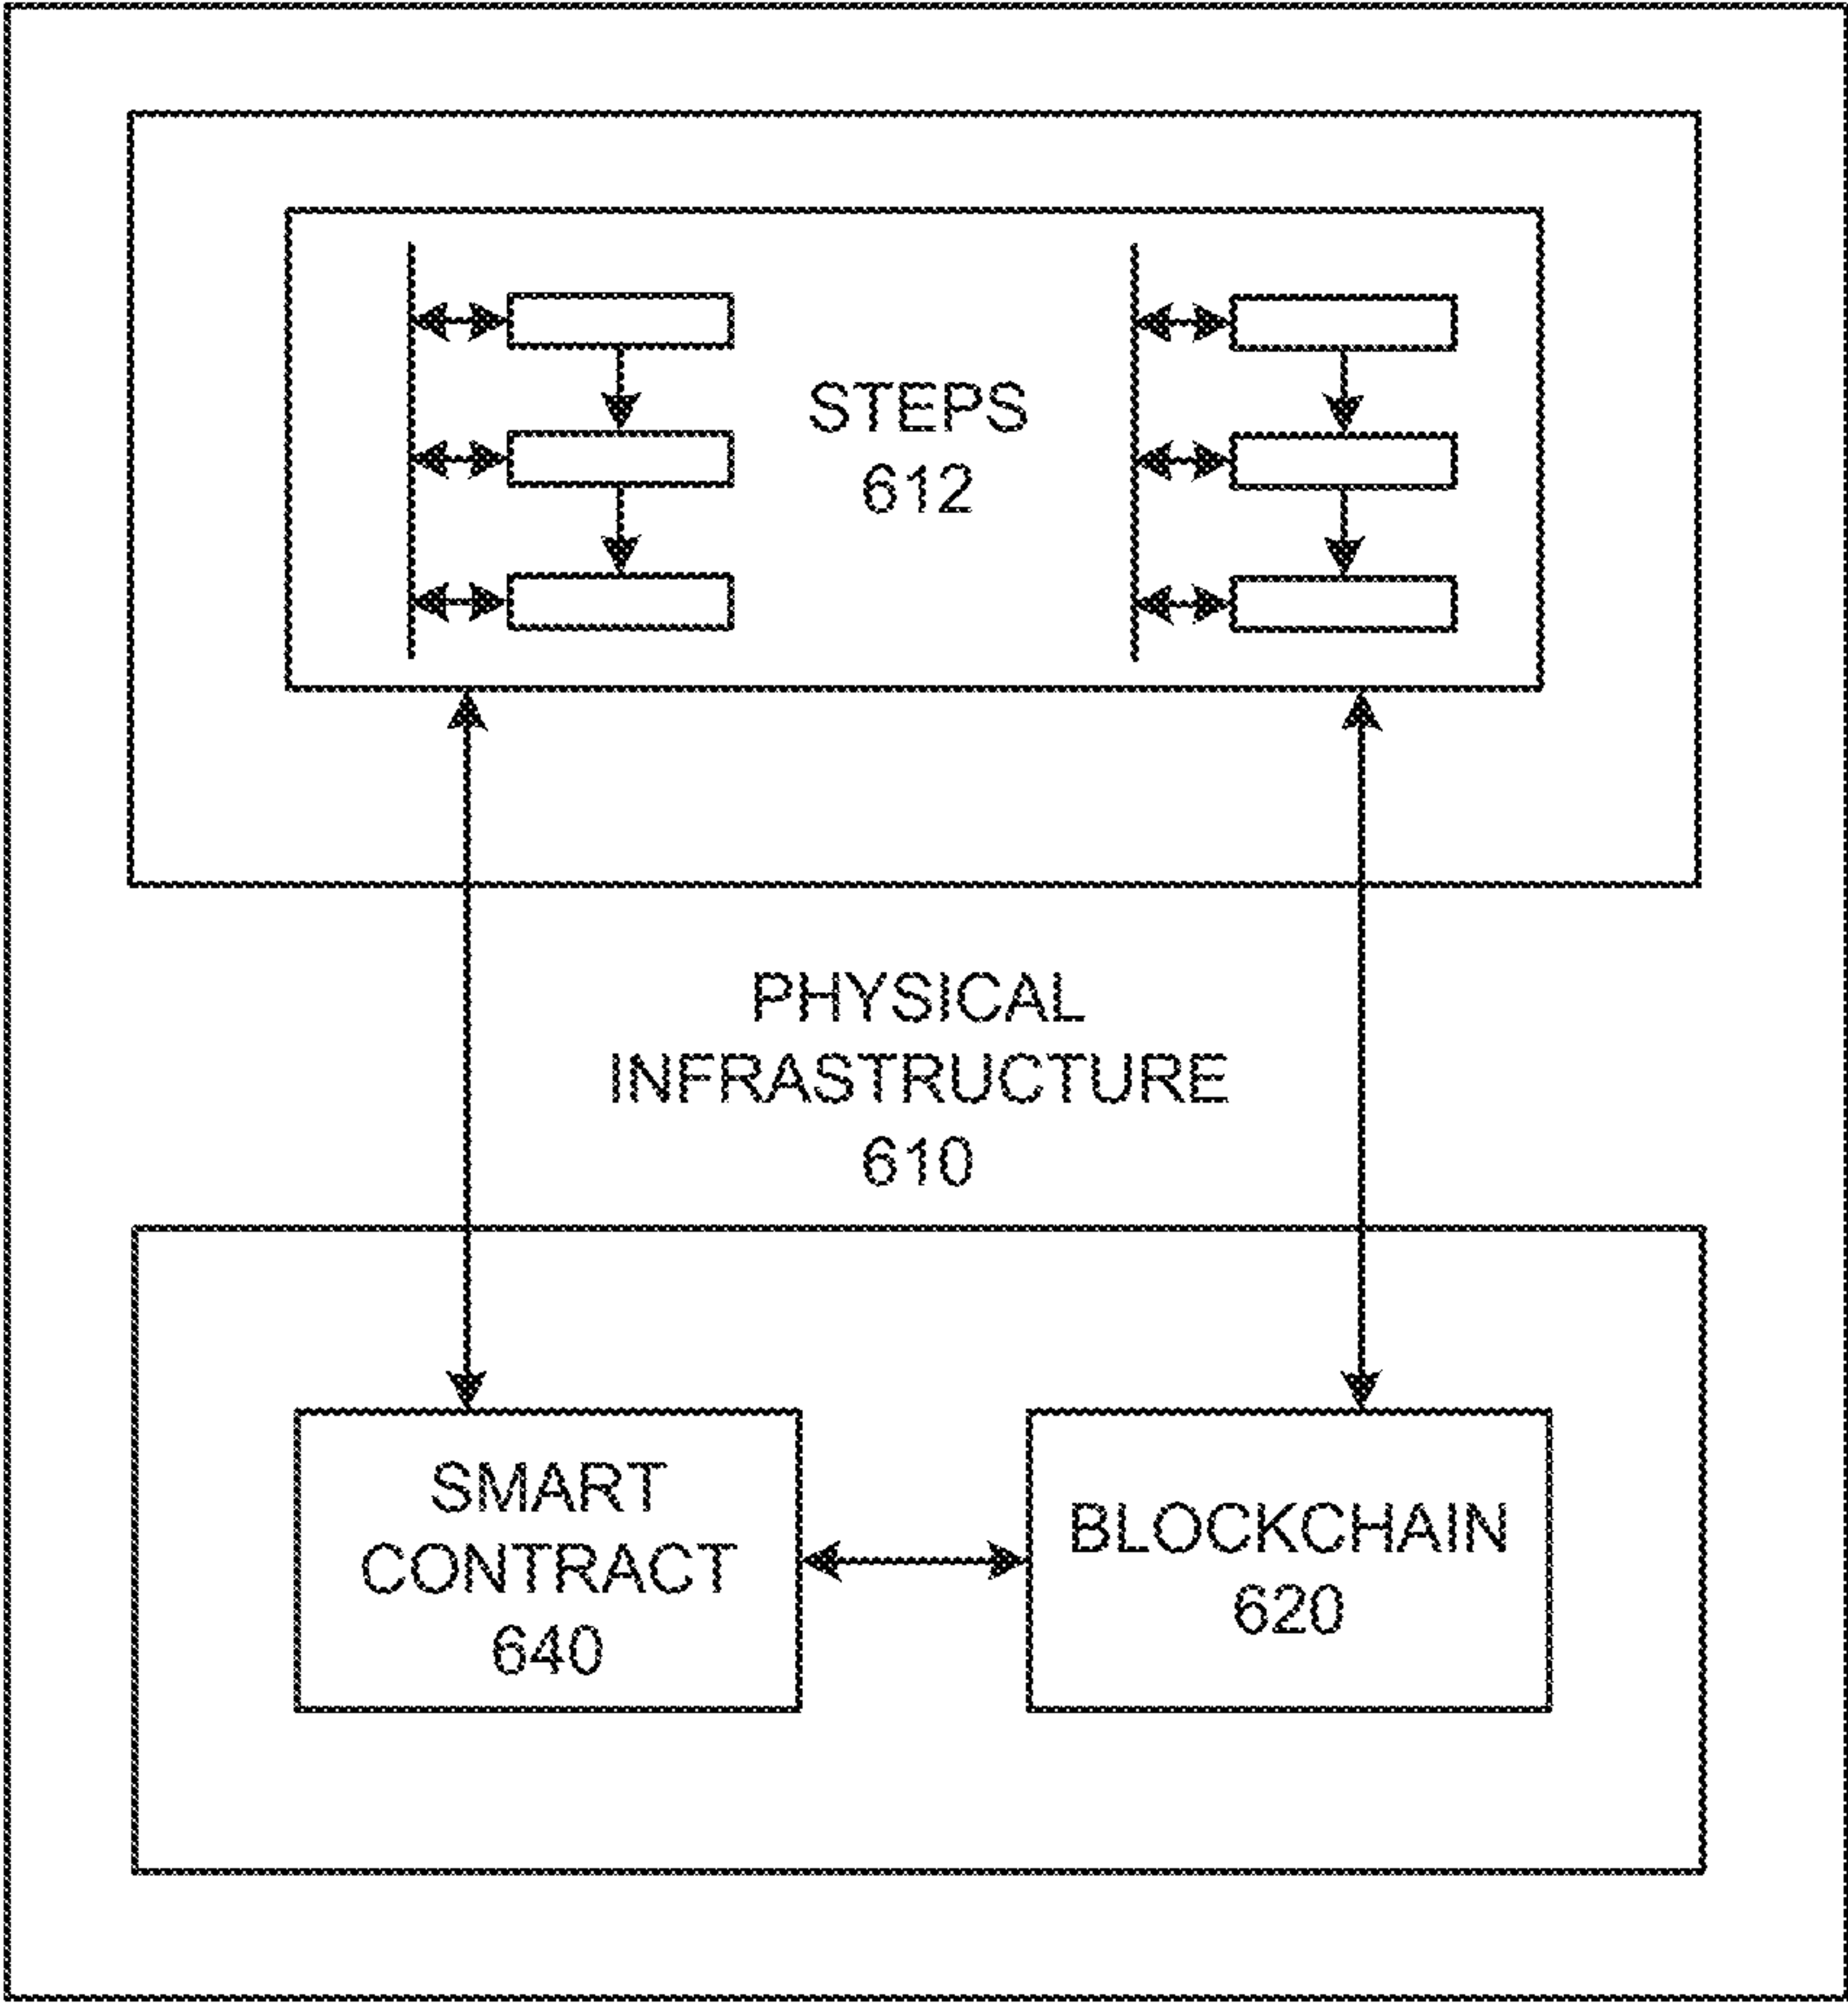 STEPS
612
PHYSICAL
INFRASTRUCTURE
610
SMART
CONTRACT
640
BLOCKCHAIN
620